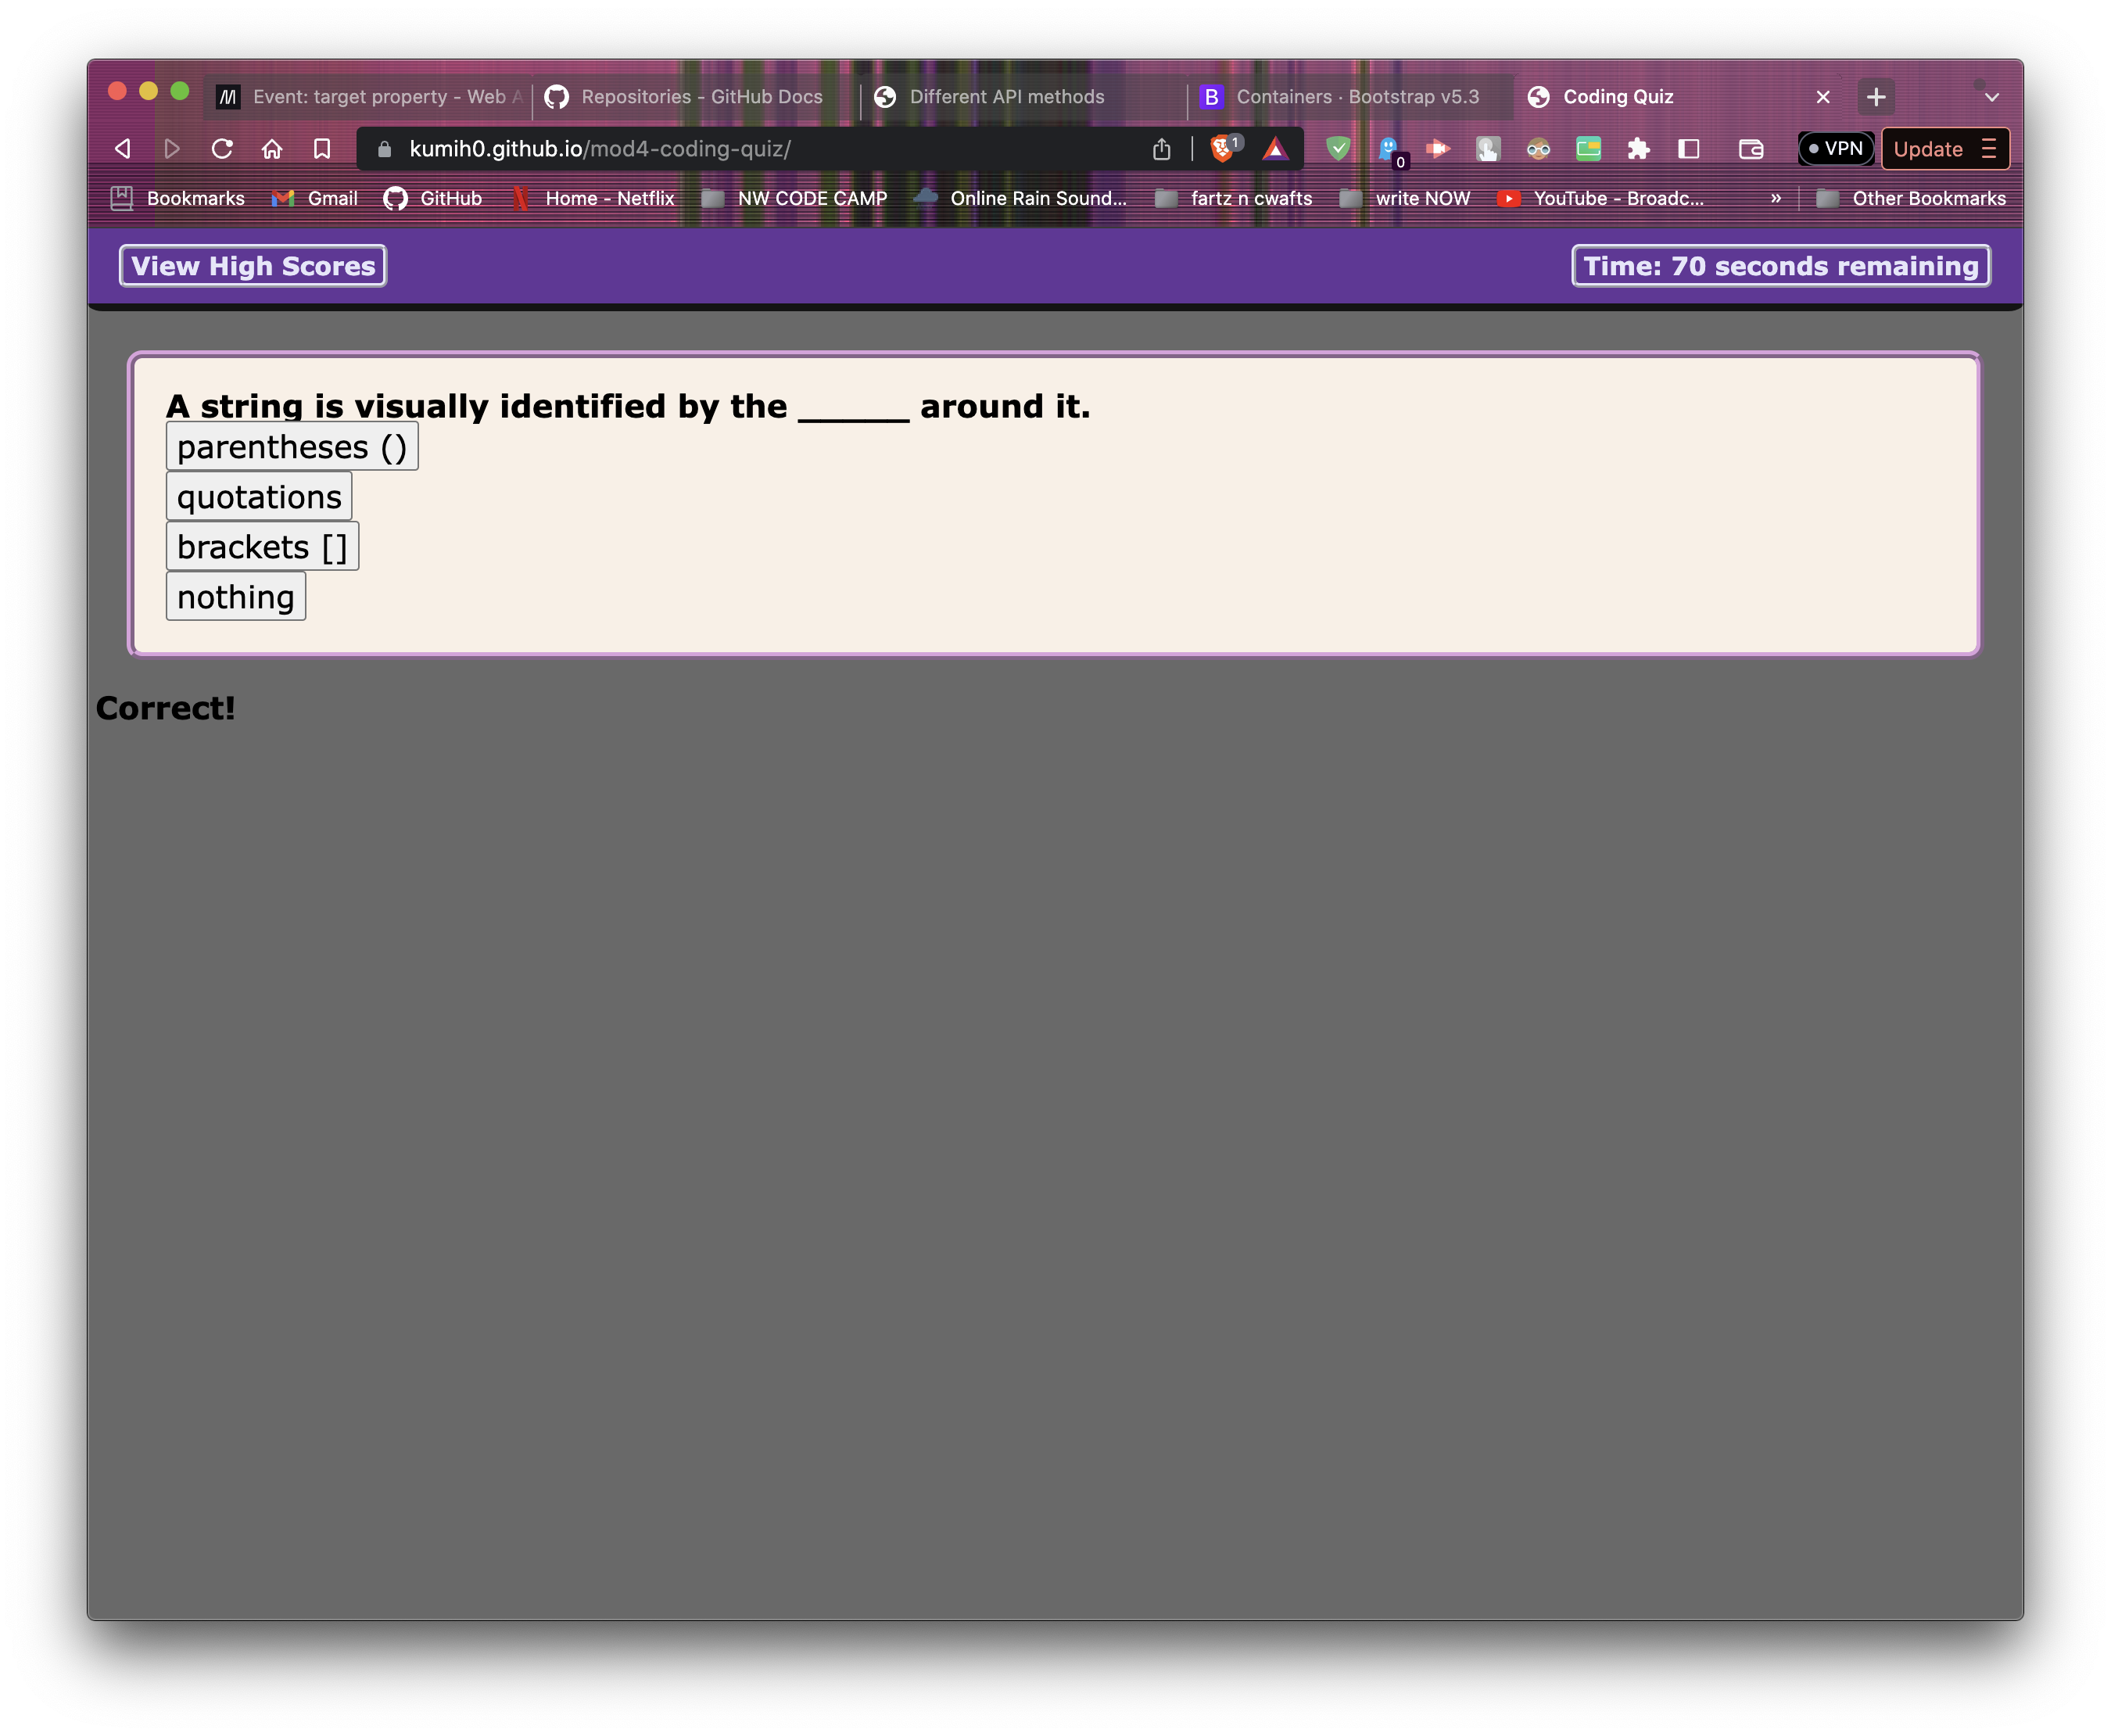 Event: target property - Web A
Repositories - GitHub Docs
Different API methods
B Containers · Bootstrap v5.3
Coding Quiz
kumih0.github.io/mod4-coding-quiz/
1
0
VPN
Update
Bookmarks
Gmail
GitHub
Home - Netflix
NW CODE CAMP
Online Rain Sound...
fartz n cwafts
write NOW
YouTube - Broadc...
»
Other Bookmarks
View High Scores
Time: 70 seconds remaining
A string is visually identified by the ______ around it.
parentheses ()
quotations
brackets []
nothing
Correct!